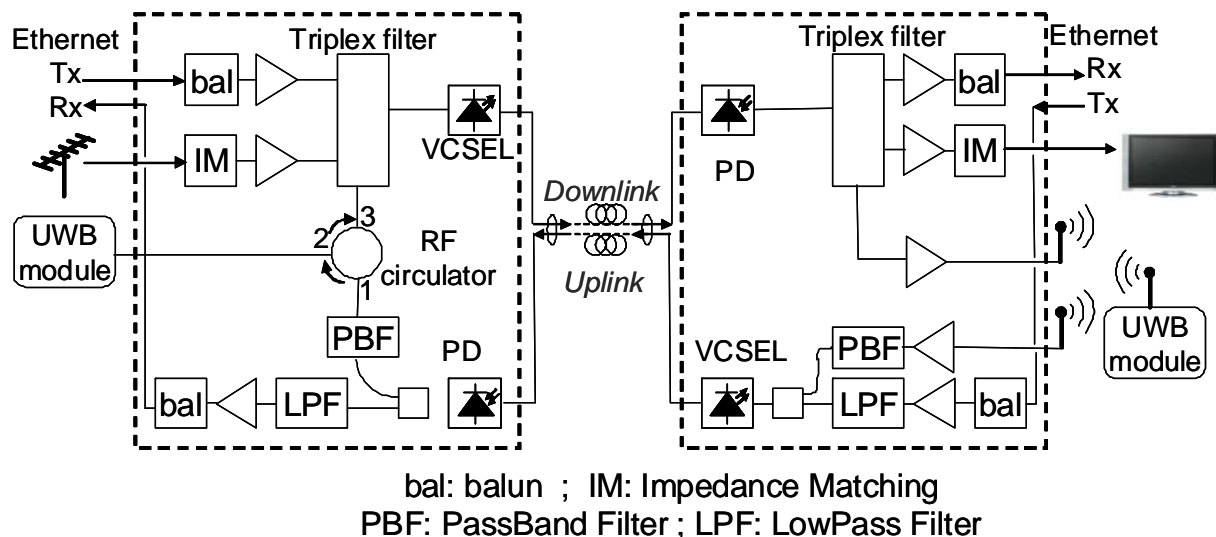 Ethernet
Tx
Rx
Triplex filter
bal
IM
VCSEL
UWB
module
2
3
1
RF
circulator
PBF
PD
bal
LPF
Downlink
Uplink
Triplex filter
Ethernet
Rx
Tx
PD
bal
IM
VCSEL
PBF
LPF
bal
UWB
module
bal: balun ; IM: Impedance Matching
PBF: PassBand Filter ; LPF: LowPass Filter